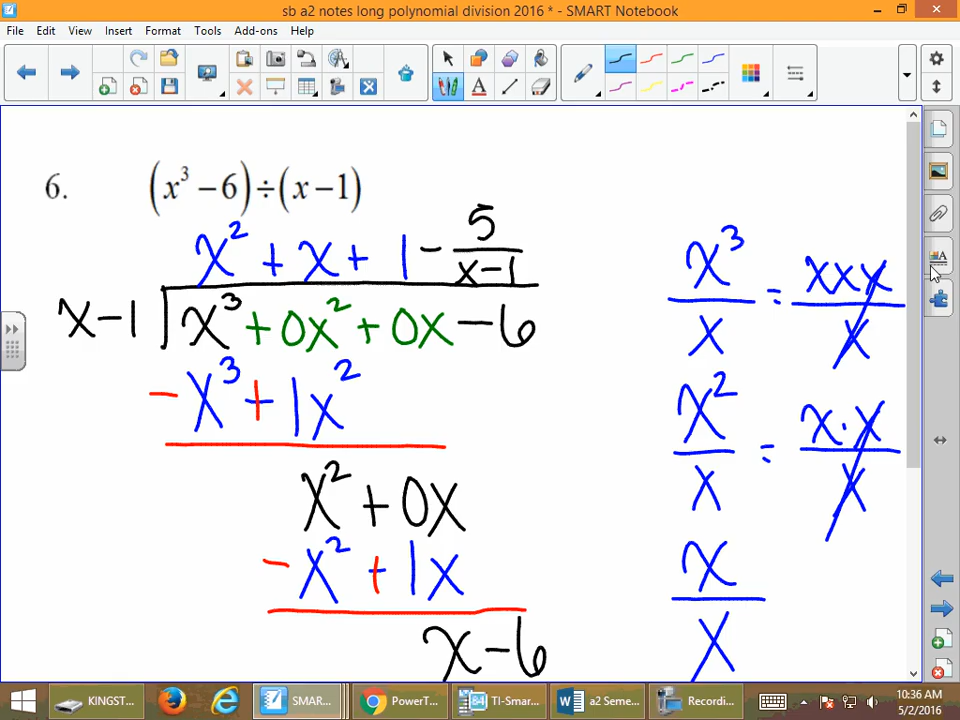 sb a2 notes long polynomial division 2016 * - SMART Notebook
File Edit View Insert Format Tools Add-ons Help
6. (x³ − 6) ÷ (x − 1)
x² + x + 1 − 5/(x−1)
x−1 x³ + 0x² + 0x − 6
− x³ + 1x²
x² + 0x
− x² + 1x
x − 6
x³/x = xxx/x
x²/x = x·x/x
x/x
KINGST... SMAR... PowerT... TI-Smar... a2 Seme... Recordi...
10:36 AM
5/2/2016